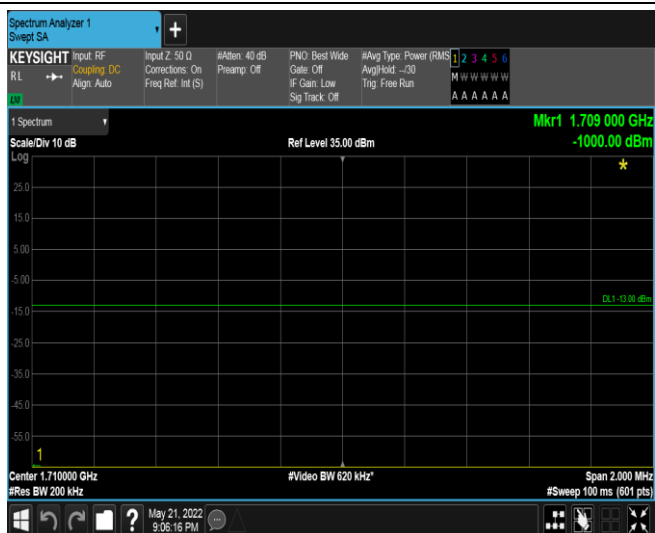 Spectrum Analyzer 1
Swept SA
+
KEYSIGHT
RL
LXI
Input: RF
Coupling: DC
Align: Auto
Input Z: 50 Ω
Corrections: On
Freq Ref: Int (S)
#Atten: 40 dB
Preamp: Off
PNO: Best Wide
Gate: Off
IF Gain: Low
Sig Track: Off
#Avg Type: Power (RMS
Avg|Hold: --/30
Trig: Free Run
1 2 3 4 5 6
M W W W W W
A A A A A A
1 Spectrum
Scale/Div 10 dB
Ref Level 35.00 dBm
Mkr1 1.709 000 GHz
-1000.00 dBm
Log
*
25.0
15.0
5.00
-5.00
DL1 -13.00 dBm
-15.0
-25.0
-35.0
-45.0
-55.0
1
Center 1.710000 GHz
#Video BW 620 kHz*
Span 2.000 MHz
#Res BW 200 kHz
#Sweep 100 ms (601 pts)
?
May 21, 2022
9:06:16 PM